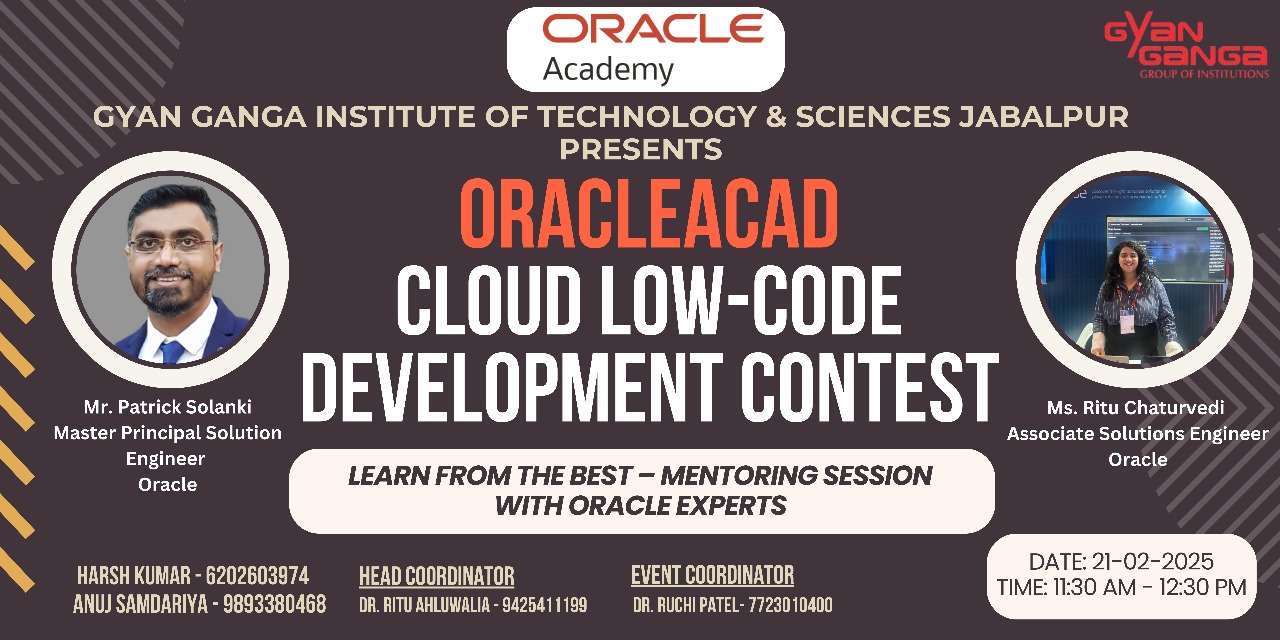 ORACLE
Academy
GYan
GanGa
GROUP OF INSTITUTIONS
GYAN GANGA INSTITUTE OF TECHNOLOGY & SCIENCES JABALPUR
PRESENTS
ORACLEACAD
CLOUD LOW-CODE
DEVELOPMENT CONTEST
Mr. Patrick Solanki
Master Principal Solution
Engineer
Oracle
Ms. Ritu Chaturvedi
Associate Solutions Engineer
Oracle
LEARN FROM THE BEST – MENTORING SESSION
WITH ORACLE EXPERTS
HARSH KUMAR - 6202603974
ANUJ SAMDARIYA - 9893380468
HEAD COORDINATOR
DR. RITU AHLUWALIA - 9425411199
EVENT COORDINATOR
DR. RUCHI PATEL- 7723010400
DATE: 21-02-2025
TIME: 11:30 AM - 12:30 PM